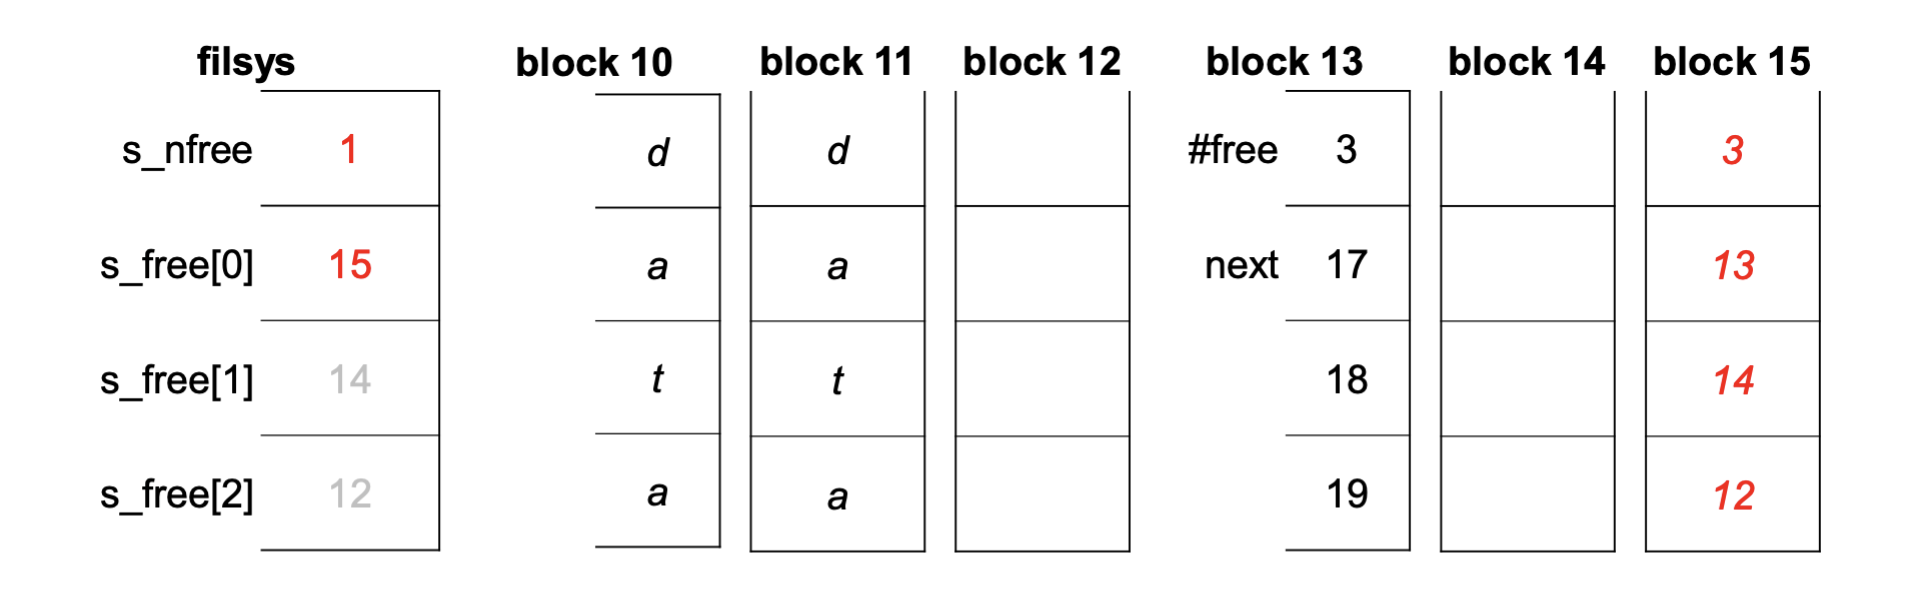 filsys block 10 block 11 block 12 block 13 block 14 block 15
s_nfree 1 d d #free 3 3
s_free[0] 15 a a next 17 13
s_free[1] 14 t t 18 14
s_free[2] 12 a a 19 12